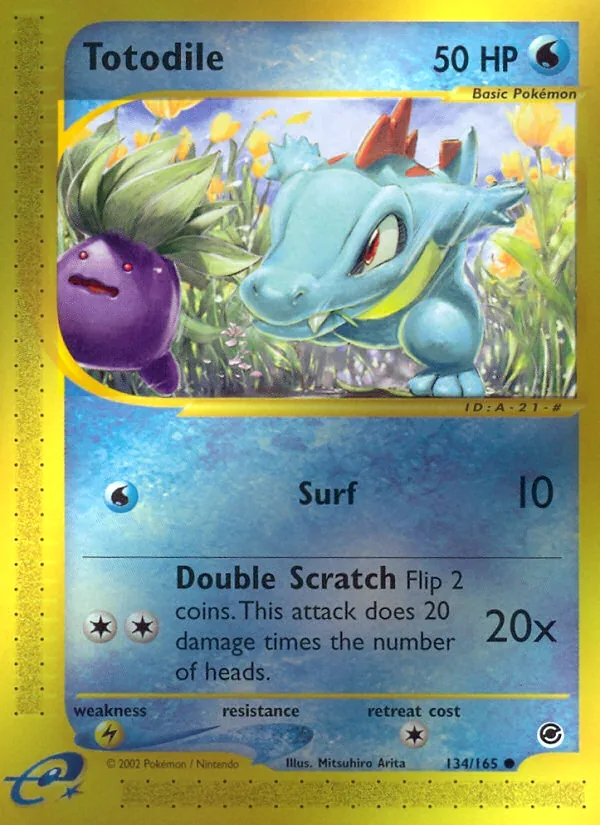 Totodile 50 HP
Basic Pokémon
ID:A-21-#
Surf 10
Double Scratch Flip 2
coins. This attack does 20
damage times the number
of heads.
20x
weakness resistance retreat cost
© 2002 Pokémon / Nintendo Illus. Mitsuhiro Arita 134/165
e